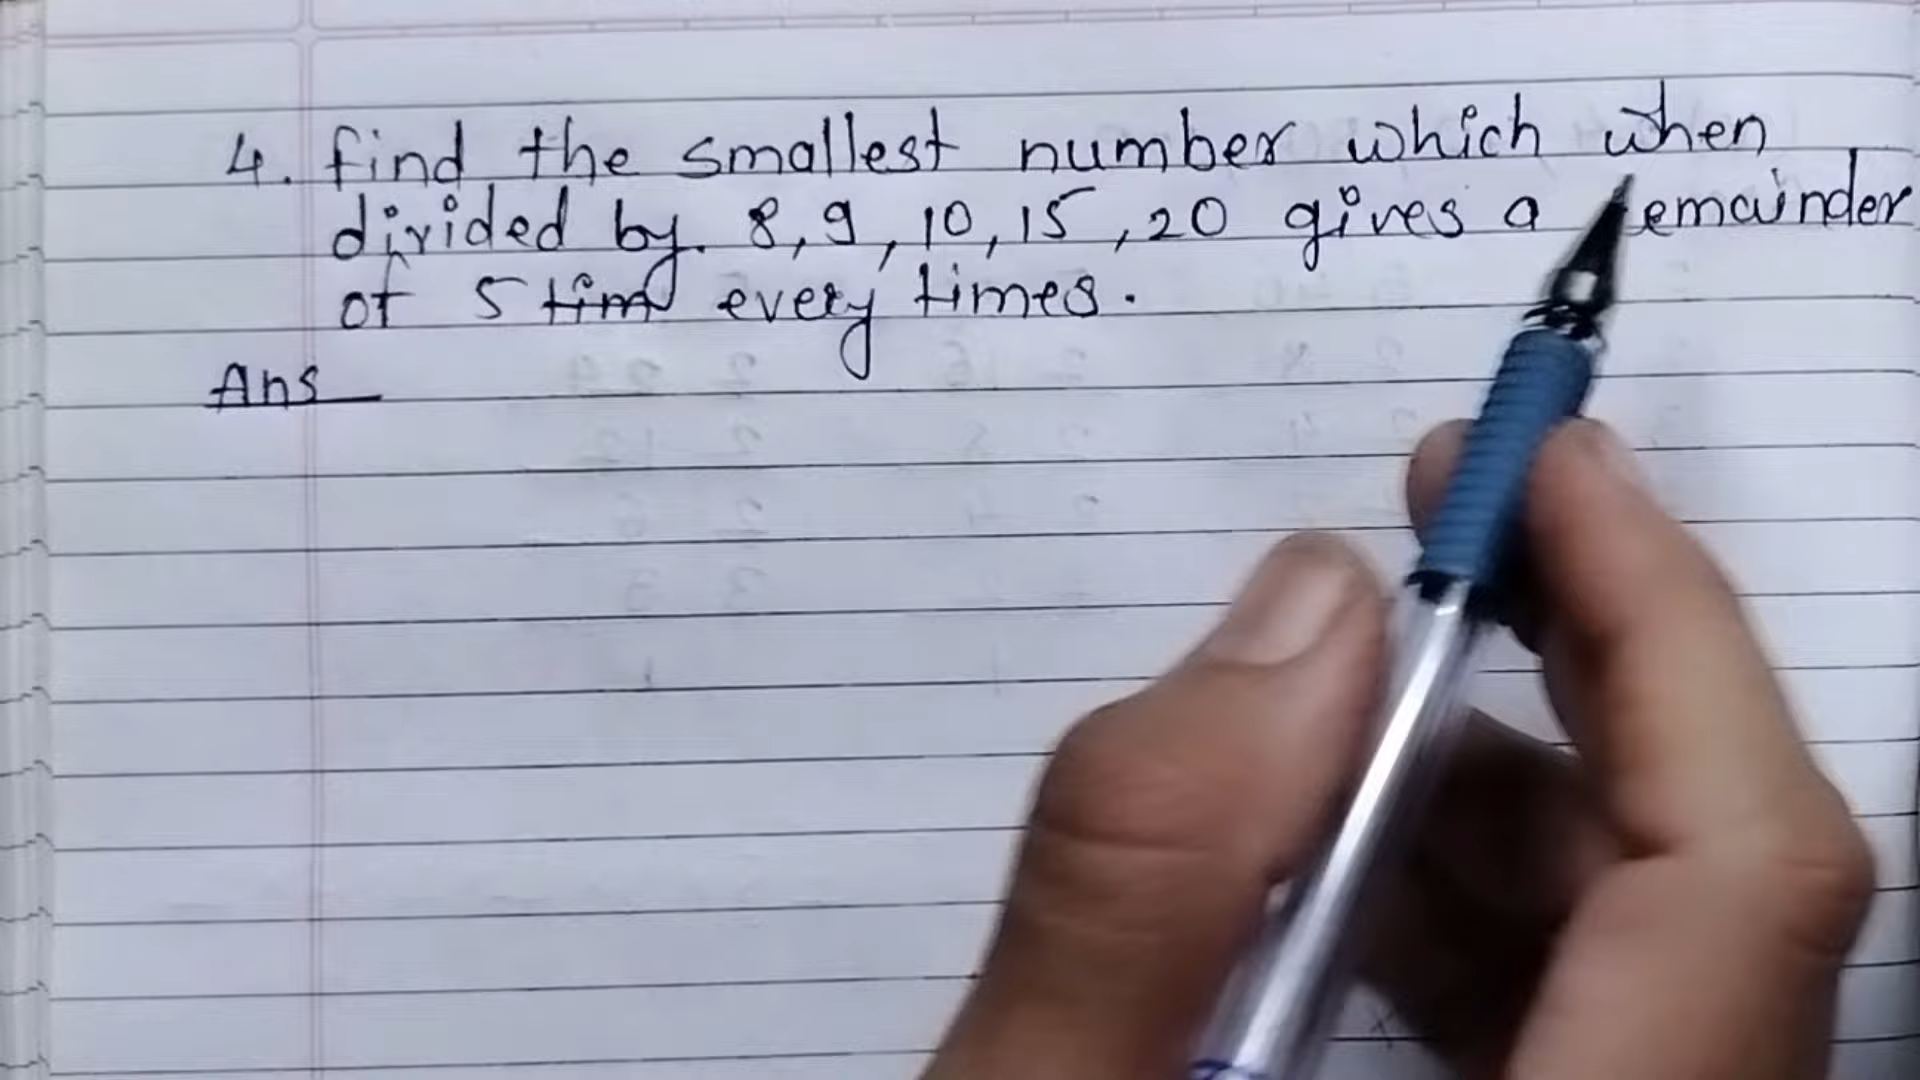 4. find the smallest number which when
divided by. 8, 9, 10, 15, 20 gives a remainder
of 5 every times.
Ans